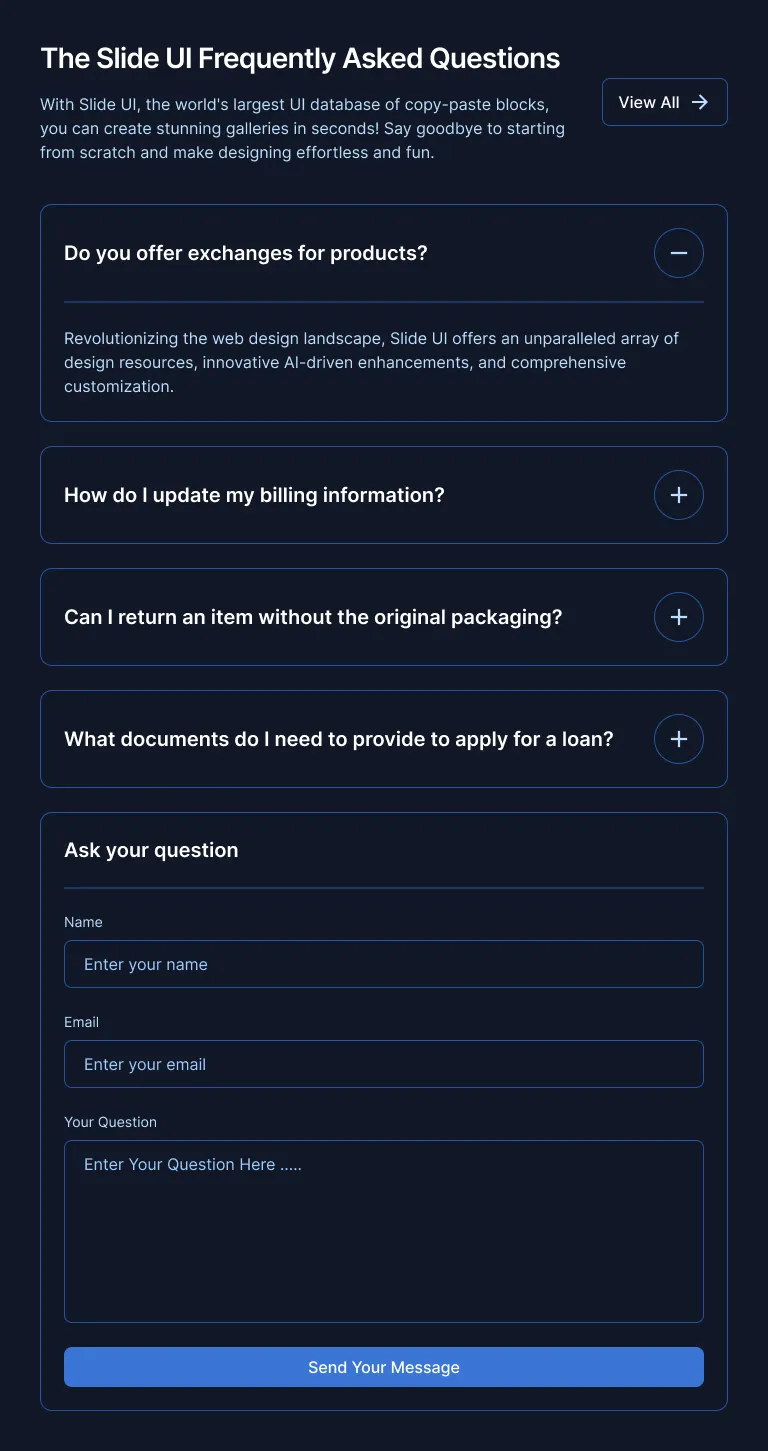 The Slide UI Frequently Asked Questions
With Slide UI, the world's largest UI database of copy-paste blocks,
you can create stunning galleries in seconds! Say goodbye to starting
from scratch and make designing effortless and fun.
View All
Do you offer exchanges for products?
Revolutionizing the web design landscape, Slide UI offers an unparalleled array of
design resources, innovative AI-driven enhancements, and comprehensive
customization.
How do I update my billing information?
Can I return an item without the original packaging?
What documents do I need to provide to apply for a loan?
Ask your question
Name
Enter your name
Email
Enter your email
Your Question
Enter Your Question Here .....
Send Your Message